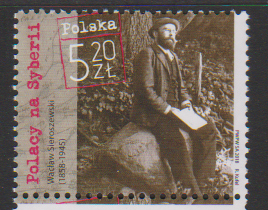 Polska
5,20
ZŁ
Polacy na Syberii
Wacław Sieroszewski
(1858-1945)